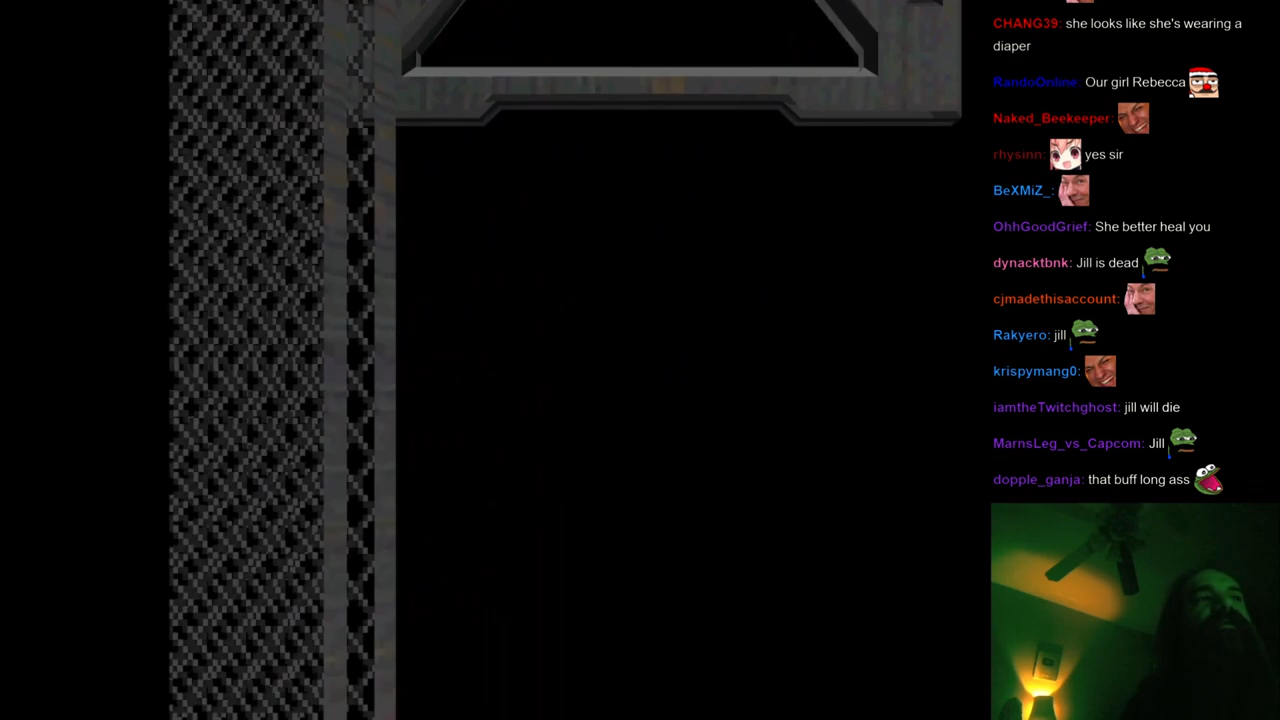 CHANG39: she looks like she's wearing a
diaper
RandoOnline: Our girl Rebecca
Naked_Beekeeper:
rhysinn: yes sir
BeXMiZ_:
OhhGoodGrief: She better heal you
dynacktbnk: Jill is dead
cjmadethisaccount:
Rakyero: jill
krispymang0:
iamtheTwitchghost: jill will die
MarnsLeg_vs_Capcom: Jill
dopple_ganja: that buff long ass